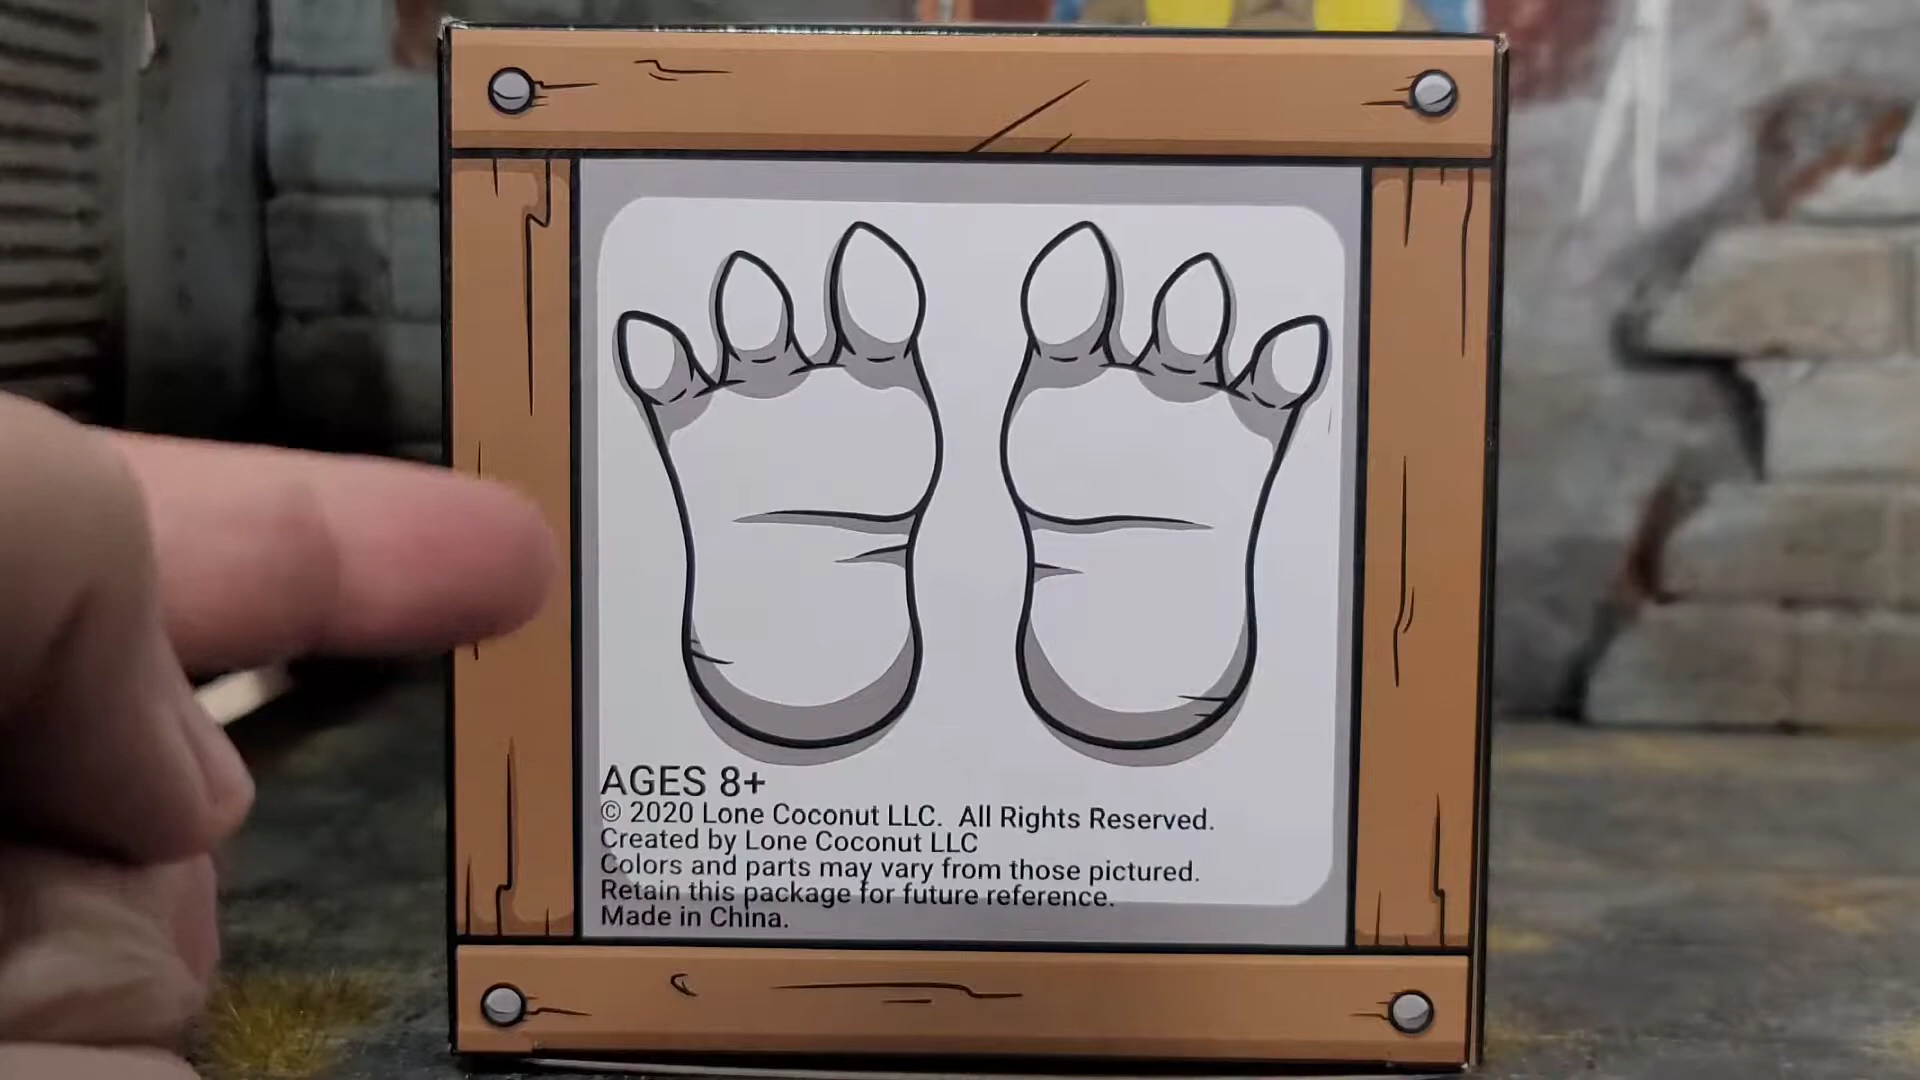 AGES 8+
© 2020 Lone Coconut LLC. All Rights Reserved.
Created by Lone Coconut LLC
Colors and parts may vary from those pictured.
Retain this package for future reference.
Made in China.